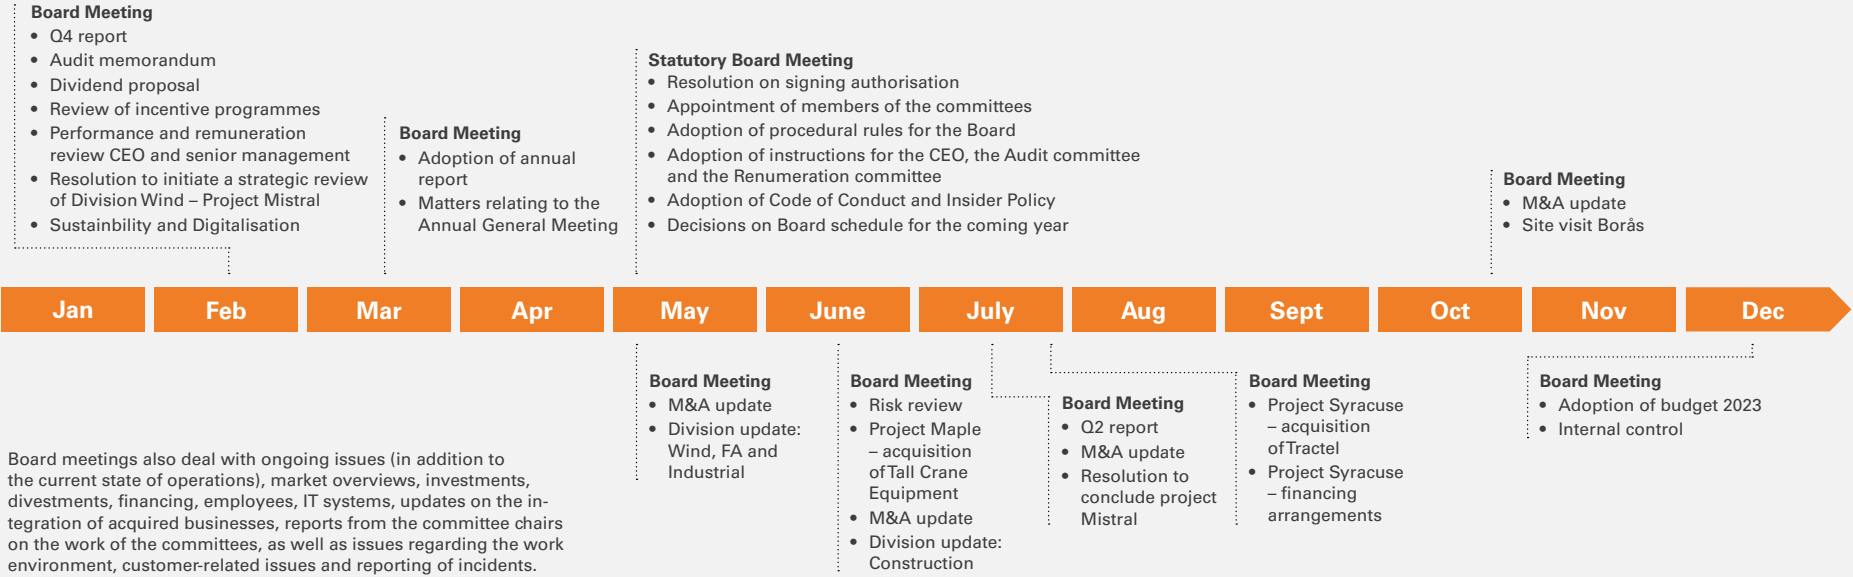 Board Meeting
• Q4 report
• Audit memorandum
• Dividend proposal
• Review of incentive programmes
• Performance and remuneration
review CEO and senior management
• Resolution to initiate a strategic review
of Division Wind – Project Mistral
• Sustainbility and Digitalisation
Board Meeting
• Adoption of annual
report
• Matters relating to the
Annual General Meeting
Statutory Board Meeting
• Resolution on signing authorisation
• Appointment of members of the committees
• Adoption of procedural rules for the Board
• Adoption of instructions for the CEO, the Audit committee
and the Renumeration committee
• Adoption of Code of Conduct and Insider Policy
• Decisions on Board schedule for the coming year
Board Meeting
• M&A update
• Site visit Borås
Jan
Feb
Mar
Apr
May
June
July
Aug
Sept
Oct
Nov
Dec
Board Meeting
• M&A update
• Division update:
Wind, FA and
Industrial
Board Meeting
• Risk review
• Project Maple
– acquisition
of Tall Crane
Equipment
• M&A update
• Division update:
Construction
Board Meeting
• Q2 report
• M&A update
• Resolution to
conclude project
Mistral
Board Meeting
• Project Syracuse
– acquisition
of Tractel
• Project Syracuse
– financing
arrangements
Board Meeting
• Adoption of budget 2023
• Internal control
Board meetings also deal with ongoing issues (in addition to
the current state of operations), market overviews, investments,
divestments, financing, employees, IT systems, updates on the in-
tegration of acquired businesses, reports from the committee chairs
on the work of the committees, as well as issues regarding the work
environment, customer-related issues and reporting of incidents.